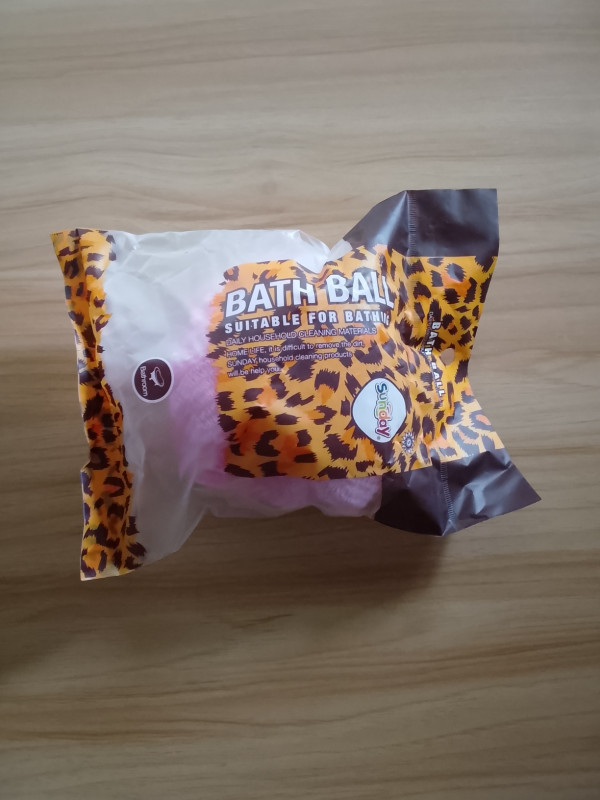 BATH BALL
SUITABLE FOR BATHING
DAILY HOUSEHOLD CLEANING MATERIALS
HOME LIFE, it is difficult to remove the dirt,
SUNDAY, household cleaning products
will be help you
Sunday
Bathroom
BATH BALL